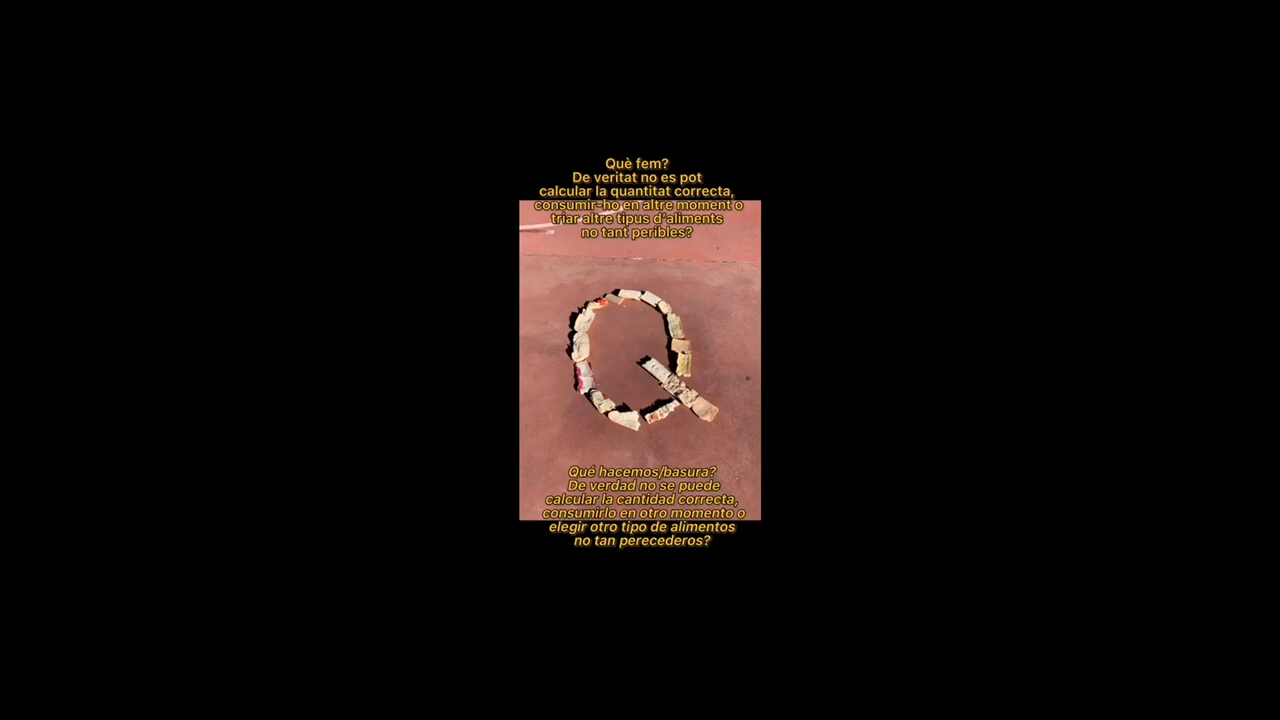 Què fem?
De veritat no es pot
calcular la quantitat correcta,
consumir-ho en altre moment o
triar altre tipus d'aliments
no tant peribles?
Q
Qué hacemos/basura?
De verdad no se puede
calcular la cantidad correcta,
consumirlo en otro momento o
elegir otro tipo de alimentos
no tan perecederos?